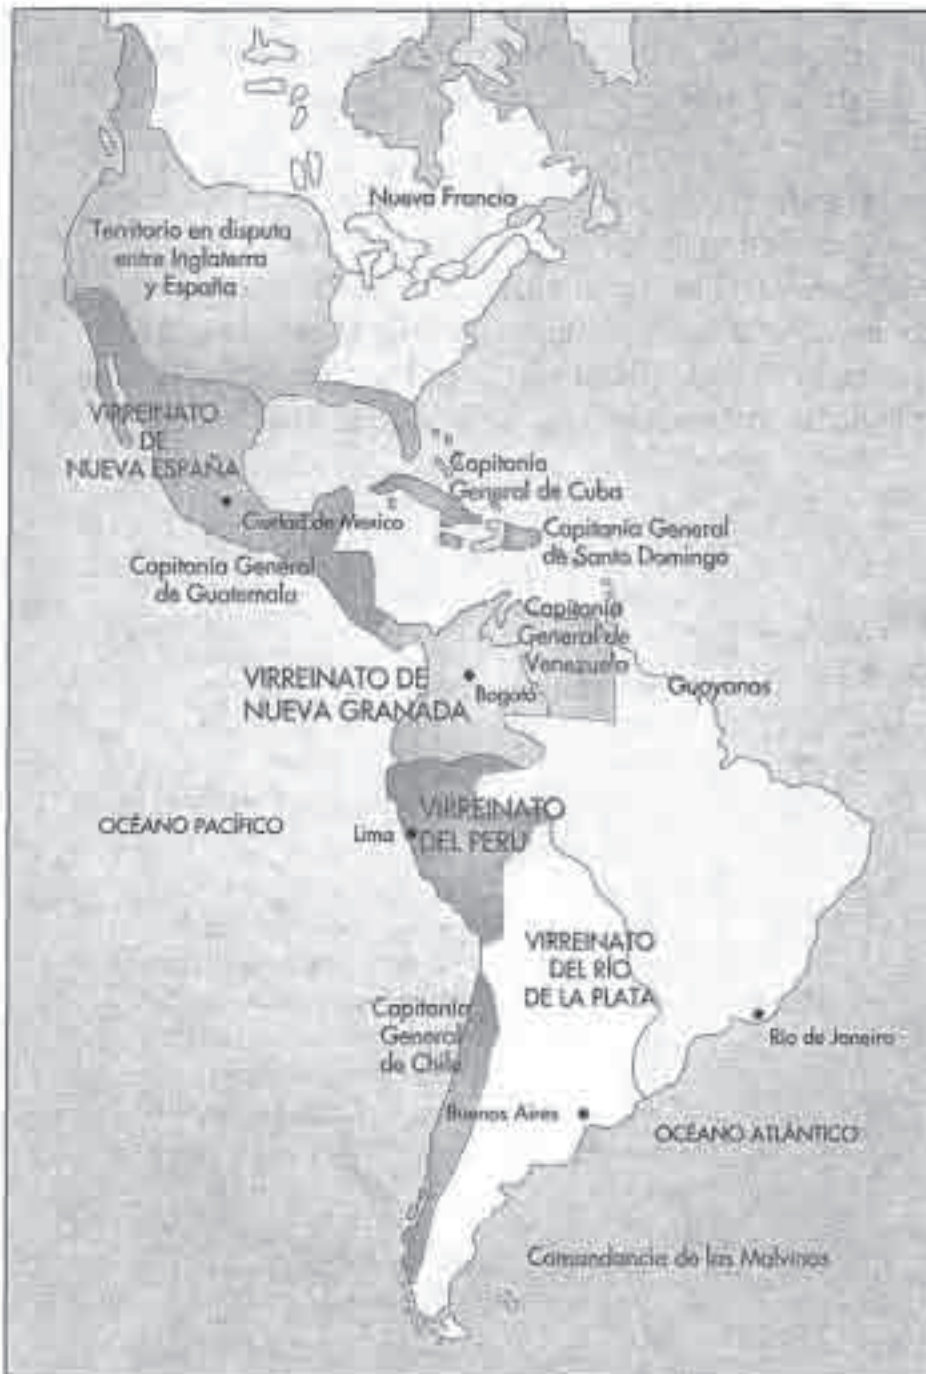 Nueva Francia
Territorio en disputa
entre Inglaterra
y España
VIRREINATO
DE
NUEVA ESPAÑA
Capitanía
General de Cuba
Ciudad de Mexico
Capitanía General
de Santo Domingo
Capitanía General
de Guatemala
Capitanía
General de
Venezuela
VIRREINATO DE
NUEVA GRANADA
Bogotá
Guayanas
OCÉANO PACÍFICO
Lima
VIRREINATO
DEL PERU
VIRREINATO
DEL RÍO
DE LA PLATA
Capitanía
General
de Chile
Río de Janeiro
Buenos Aires
OCÉANO ATLÁNTICO
Comandancia de las Malvinas